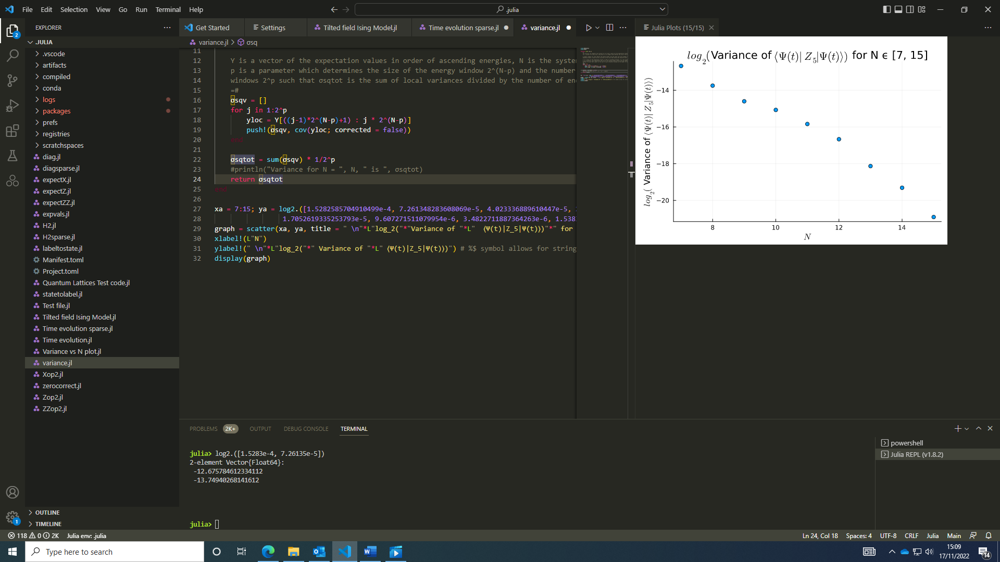 File Edit Selection View Go Run Terminal Help
.julia
EXPLORER
Get Started
Settings
Tilted field Ising Model.jl
Time evolution sparse.jl
variance.jl
Julia Plots (15/15)
.JULIA
variance.jl > σsq
.vscode
artifacts
compiled
conda
logs
packages
prefs
registries
scratchspaces
diag.jl
diagsparse.jl
expectX.jl
expectZ.jl
expectZZ.jl
expvals.jl
H2.jl
H2sparse.jl
labeltostate.jl
Manifest.toml
Project.toml
Quantum Lattices Test code.jl
statetolabel.jl
Test file.jl
Tilted field Ising Model.jl
Time evolution sparse.jl
Time evolution.jl
Variance vs N plot.jl
variance.jl
Xop2.jl
zerocorrect.jl
Zop2.jl
ZZop2.jl
OUTLINE
TIMELINE
11
12 Y is a vector of the expectation values in order of ascending energies, N is the system
13 p is a parameter which determines the size of the energy window 2^(N-p) and the number
14 windows 2^p such that σsqtot is the sum of local variances divided by the number of en
15 =#
16 σsqv = []
17 for j in 1:2^p
18 yloc = Y[((j-1)*2^(N-p)+1) : j * 2^(N-p)]
19 push!(σsqv, cov(yloc; corrected = false))
20 end
21
22 σsqtot = sum(σsqv) * 1/2^p
23 #println("Variance for N = ", N, " is ", σsqtot)
24 return σsqtot
25 end
26
27 xa = 7:15; ya = log2.([1.5282585704910499e-4, 7.261348283608069e-5, 4.023336889610447e-5,
28 1.7052619335253793e-5, 9.607271511079954e-6, 3.4822711887364263e-6, 1.538
29 graph = scatter(xa, ya, title = " \n"*L"log_2("*"Variance of "*L" ⟨Ψ(t)|Z_5|Ψ(t)⟩)"*" for
30 xlabel!(L"N")
31 ylabel!(" \n"*L"log_2("*" Variance of "*L" ⟨Ψ(t)|Z_5|Ψ(t)⟩)") # %$ symbol allows for string
32 display(graph)
log₂(Variance of ⟨Ψ(t)| Z₅|Ψ(t)⟩) for N ϵ [7, 15]
log₂( Variance of ⟨Ψ(t)| Z₅|Ψ(t)⟩)
−14
−16
−18
−20
8 10 12 14
N
PROBLEMS 2K+ OUTPUT DEBUG CONSOLE TERMINAL
julia> log2.([1.5283e-4, 7.26135e-5])
2-element Vector{Float64}:
-12.675784612334112
-13.74940268141612
julia>
powershell
Julia REPL (v1.8.2)
118 0 2K Julia env: .julia
Ln 24, Col 18 Spaces: 4 UTF-8 CRLF Julia Main
Type here to search
15:09
17/11/2022
14
2
1